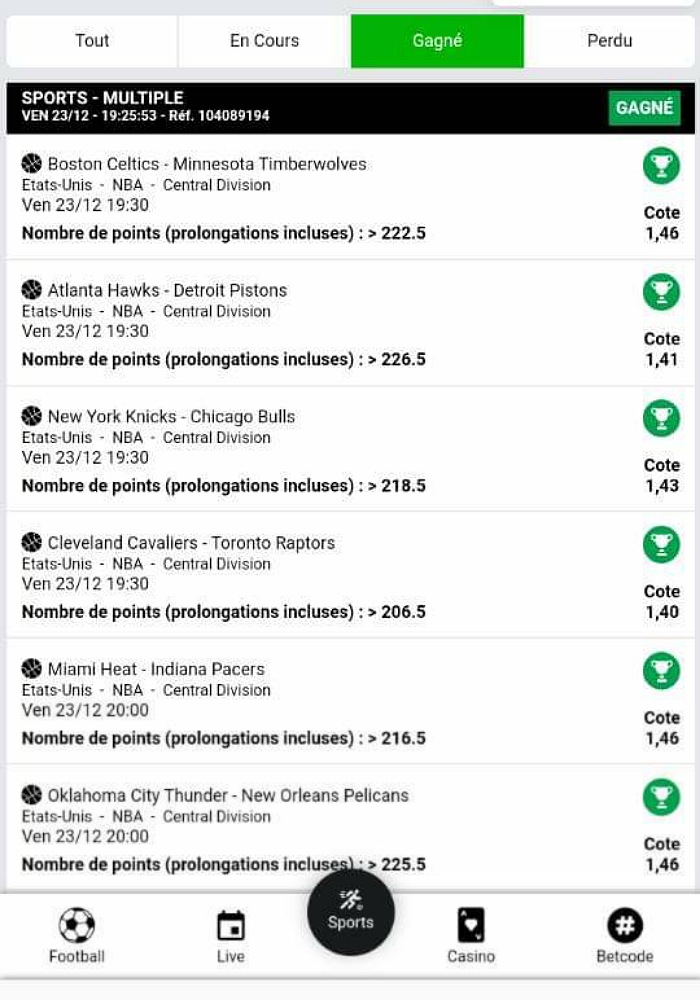 Tout
En Cours
Gagné
Perdu
SPORTS - MULTIPLE
VEN 23/12 - 19:25:53 - Réf. 104089194
GAGNÉ
Boston Celtics - Minnesota Timberwolves
Etats-Unis - NBA - Central Division
Ven 23/12 19:30
Nombre de points (prolongations incluses) : > 222.5
Cote
1,46
Atlanta Hawks - Detroit Pistons
Etats-Unis - NBA - Central Division
Ven 23/12 19:30
Nombre de points (prolongations incluses) : > 226.5
Cote
1,41
New York Knicks - Chicago Bulls
Etats-Unis - NBA - Central Division
Ven 23/12 19:30
Nombre de points (prolongations incluses) : > 218.5
Cote
1,43
Cleveland Cavaliers - Toronto Raptors
Etats-Unis - NBA - Central Division
Ven 23/12 19:30
Nombre de points (prolongations incluses) : > 206.5
Cote
1,40
Miami Heat - Indiana Pacers
Etats-Unis - NBA - Central Division
Ven 23/12 20:00
Nombre de points (prolongations incluses) : > 216.5
Cote
1,46
Oklahoma City Thunder - New Orleans Pelicans
Etats-Unis - NBA - Central Division
Ven 23/12 20:00
Nombre de points (prolongations incluses) : > 225.5
Cote
1,46
Football
Live
Sports
Casino
Betcode